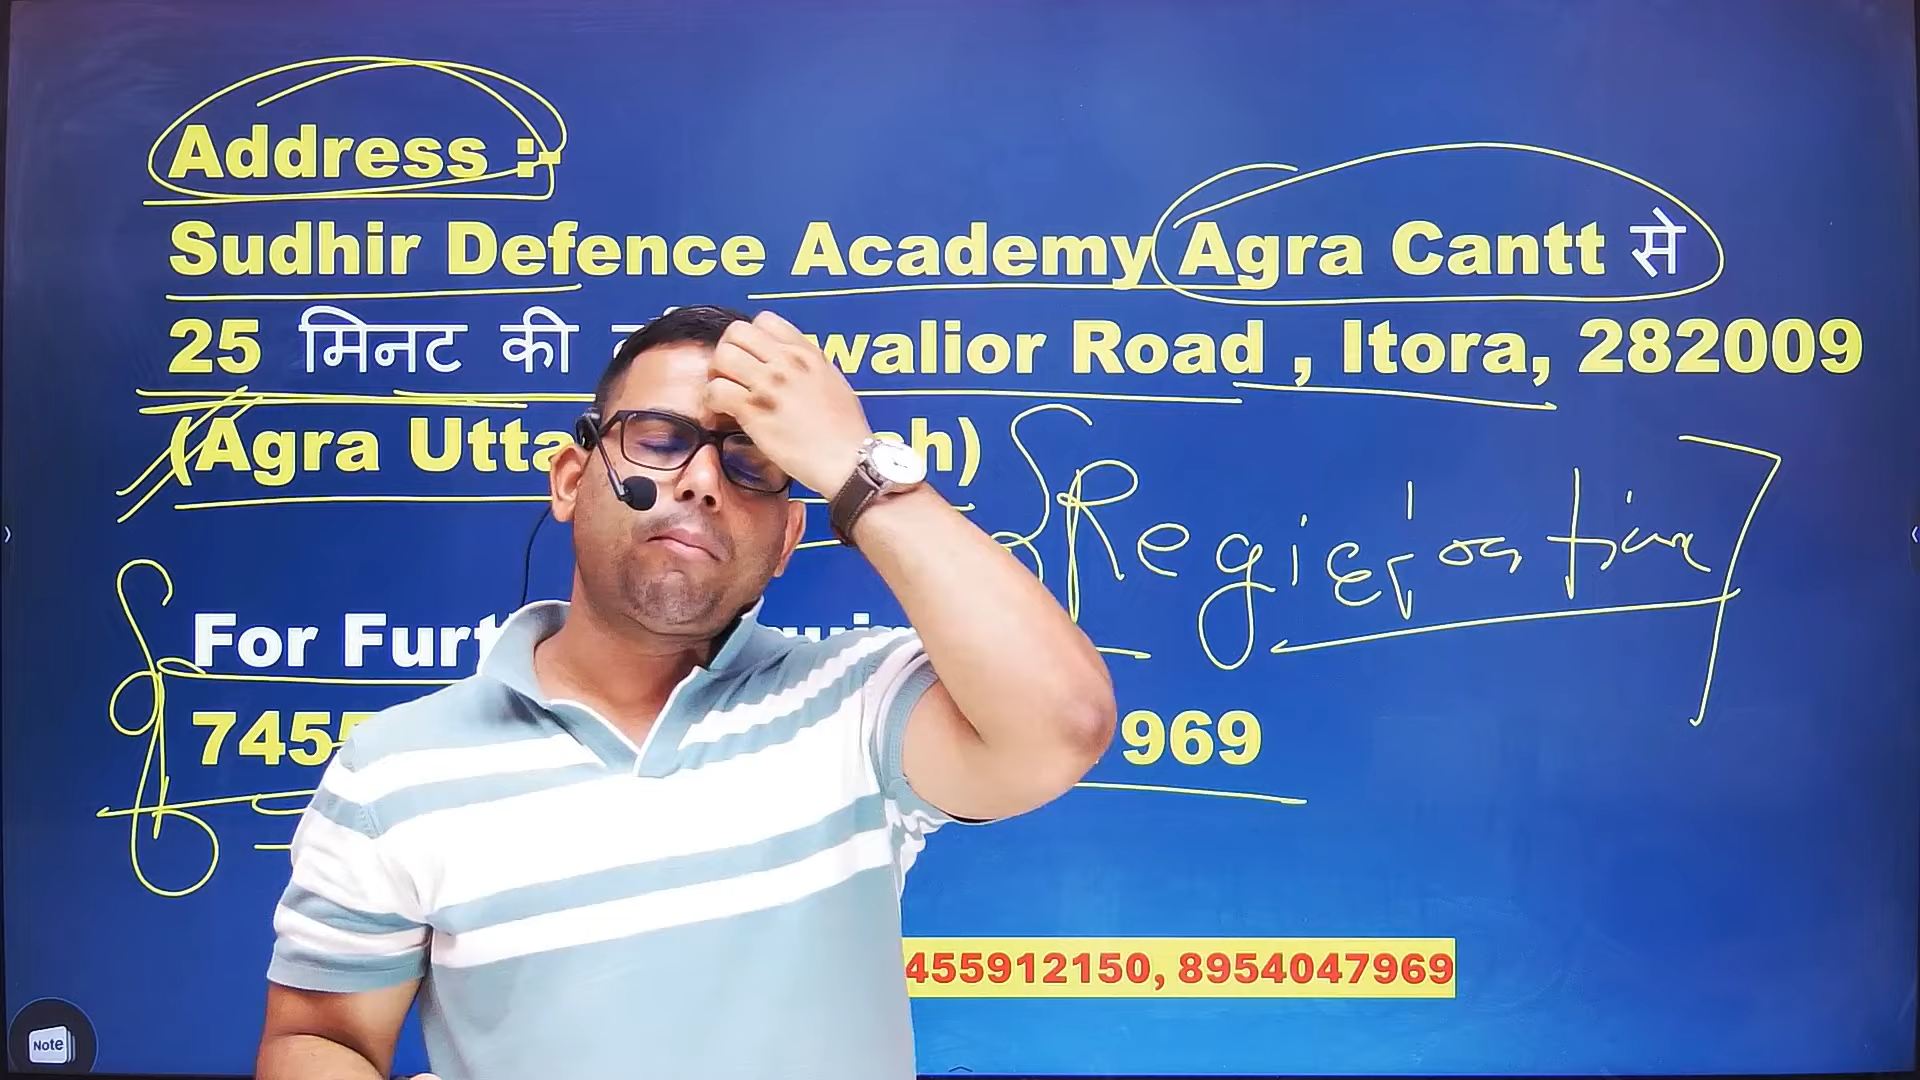 Address :-
Sudhir Defence Academy Agra Cantt से
25 मिनट की walior Road , Itora, 282009
(Agra Utta sh)
Registration
For Furt
745 969
455912150, 8954047969
Note